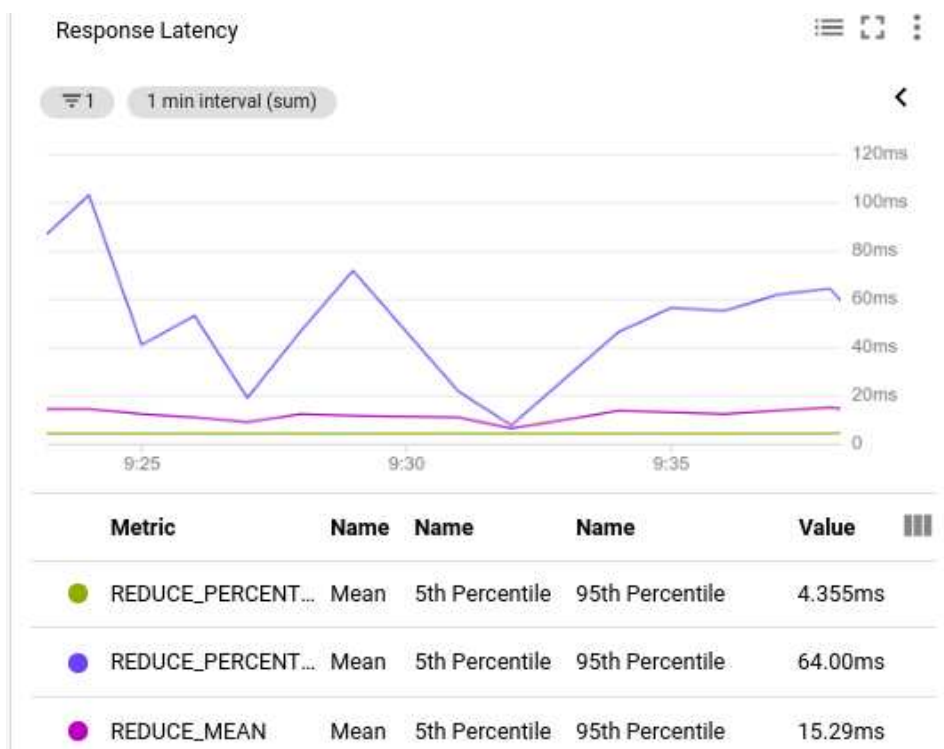 Response Latency
1
1 min interval (sum)
120ms
100ms
80ms
60ms
40ms
20ms
0
9:25 9:30 9:35
Metric Name Name Name Value
REDUCE_PERCENT... Mean 5th Percentile 95th Percentile 4.355ms
REDUCE_PERCENT... Mean 5th Percentile 95th Percentile 64.00ms
REDUCE_MEAN Mean 5th Percentile 95th Percentile 15.29ms